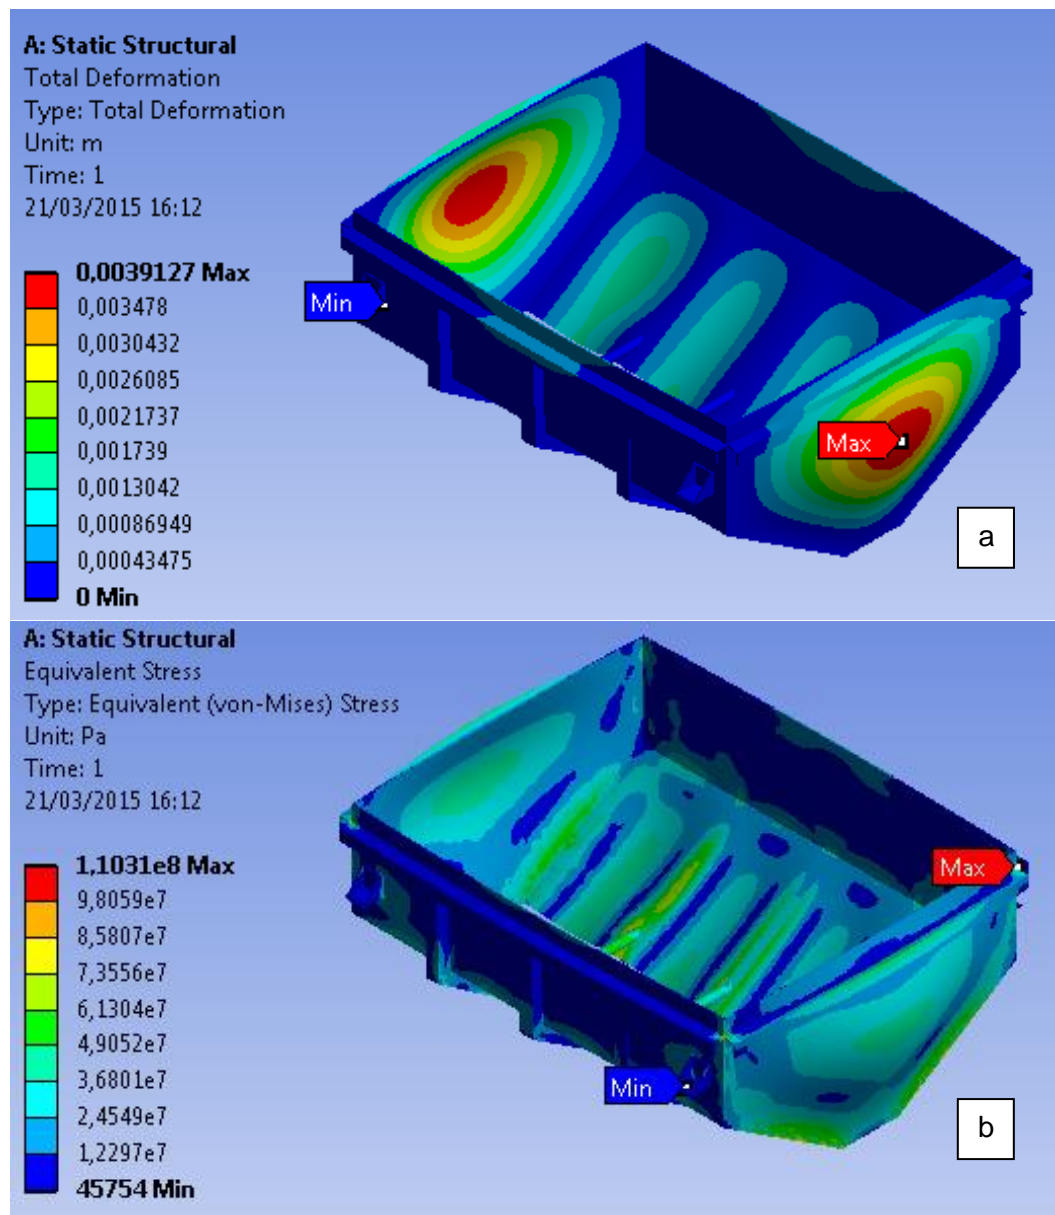 A: Static Structural
Total Deformation
Type: Total Deformation
Unit: m
Time: 1
21/03/2015 16:12
0,0039127 Max
0,003478
0,0030432
0,0026085
0,0021737
0,001739
0,0013042
0,00086949
0,00043475
0 Min
Min
Max
a
A: Static Structural
Equivalent Stress
Type: Equivalent (von-Mises) Stress
Unit: Pa
Time: 1
21/03/2015 16:12
1,1031e8 Max
9,8059e7
8,5807e7
7,3556e7
6,1304e7
4,9052e7
3,6801e7
2,4549e7
1,2297e7
45754 Min
Max
Min
b